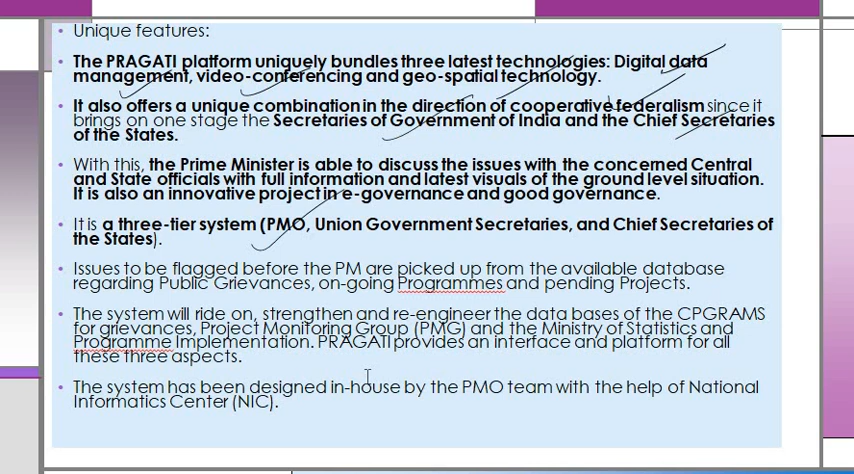 • Unique features:
• The PRAGATI platform uniquely bundles three latest technologies: Digital data
management, video-conferencing and geo-spatial technology.
• It also offers a unique combination in the direction of cooperative federalism since it
brings on one stage the Secretaries of Government of India and the Chief Secretaries
of the States.
• With this, the Prime Minister is able to discuss the issues with the concerned Central
and State officials with full information and latest visuals of the ground level situation.
It is also an innovative project in e-governance and good governance.
• It is a three-tier system (PMO, Union Government Secretaries, and Chief Secretaries of
the States).
• Issues to be flagged before the PM are picked up from the available database
regarding Public Grievances, on-going Programmes and pending Projects.
• The system will ride on, strengthen and re-engineer the data bases of the CPGRAMS
for grievances, Project Monitoring Group (PMG) and the Ministry of Statistics and
Programme Implementation. PRAGATI provides an interface and platform for all
these three aspects.
• The system has been designed in-house by the PMO team with the help of National
Informatics Center (NIC).